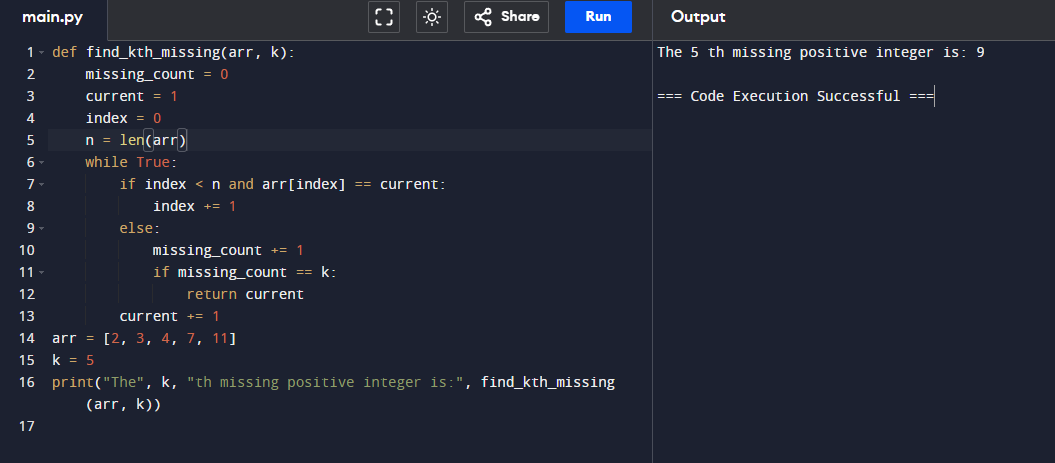 main.py Share Run Output
1 def find_kth_missing(arr, k):
2     missing_count = 0
3     current = 1
4     index = 0
5     n = len(arr)
6     while True:
7         if index < n and arr[index] == current:
8             index += 1
9         else:
10             missing_count += 1
11             if missing_count == k:
12                 return current
13         current += 1
14 arr = [2, 3, 4, 7, 11]
15 k = 5
16 print("The", k, "th missing positive integer is:", find_kth_missing
(arr, k))
17
The 5 th missing positive integer is: 9
=== Code Execution Successful ===